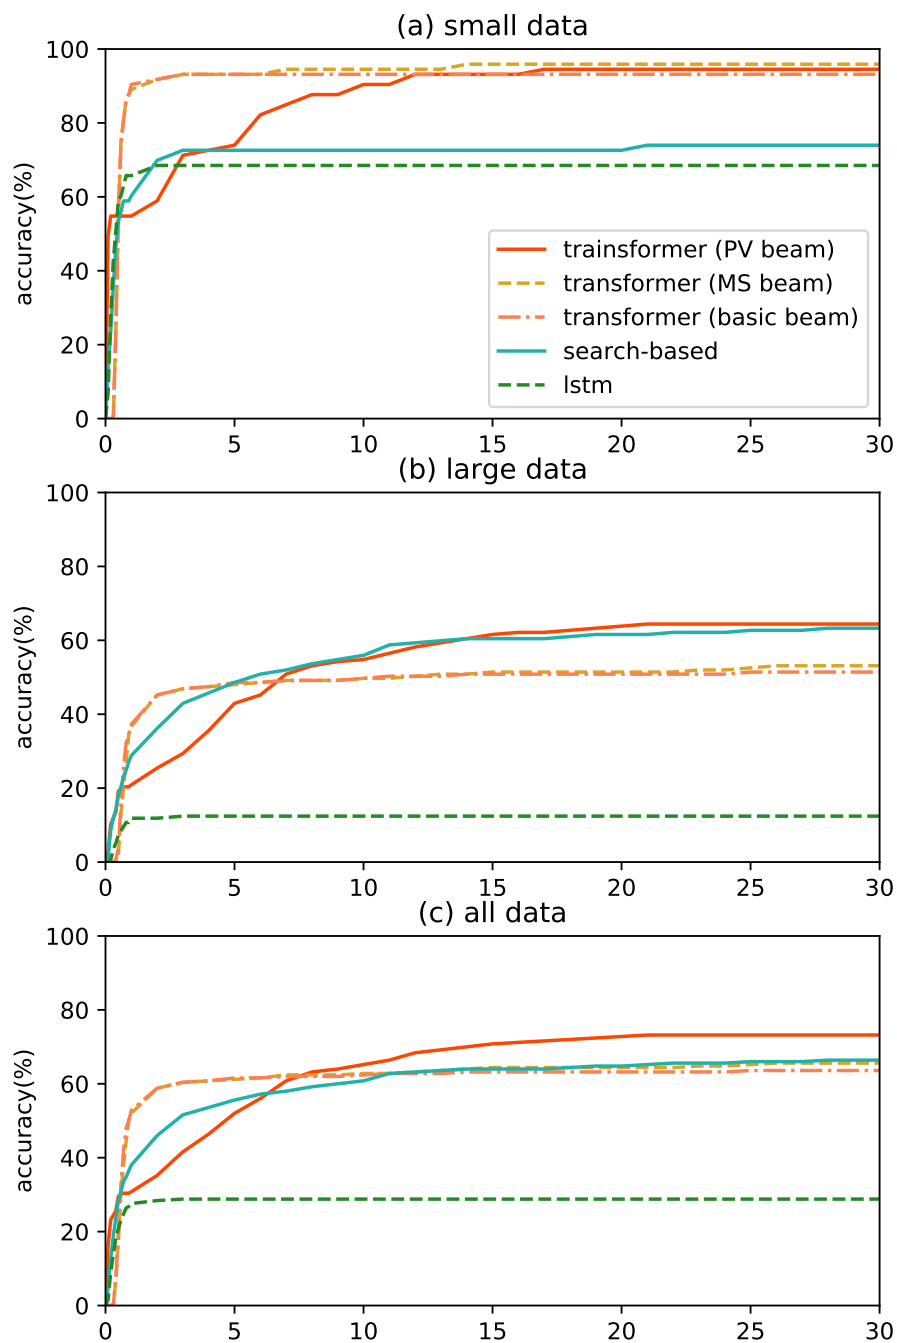 (a) small data
100
80
60
40
20
0
accuracy(%)
trainsformer (PV beam)
transformer (MS beam)
transformer (basic beam)
search-based
lstm
0 5 10 15 20 25 30
(b) large data
100
80
60
40
20
0
accuracy(%)
0 5 10 15 20 25 30
(c) all data
100
80
60
40
20
0
accuracy(%)
0 5 10 15 20 25 30